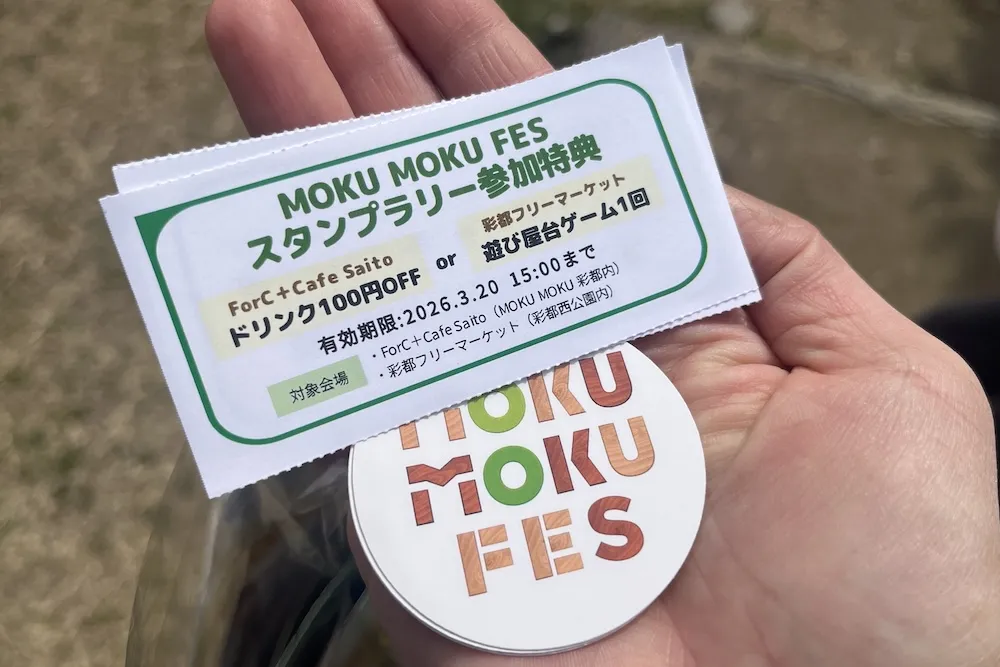 MOKU MOKU FES
スタンプラリー参加特典
ForC+Cafe Saito
ドリンク100円OFF
or
彩都フリーマーケット
遊び屋台ゲーム1回
有効期限:2026.3.20 15:00まで
対象会場
・ForC+Cafe Saito（MOKU MOKU 彩都内）
・彩都フリーマーケット（彩都西公園内）
MOKU
MOKU
FES